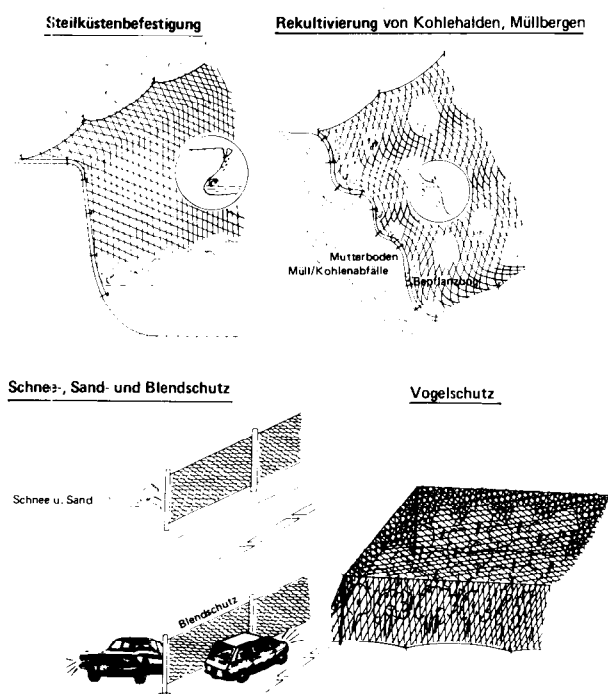 Steilküstenbefestigung
Rekultivierung von Kohlehalden, Müllbergen
Mutterboden
Müll/Kohlenabfälle
Bepflanzung
Schnee-, Sand- und Blendschutz
Vogelschutz
Schnee u. Sand
Blendschutz